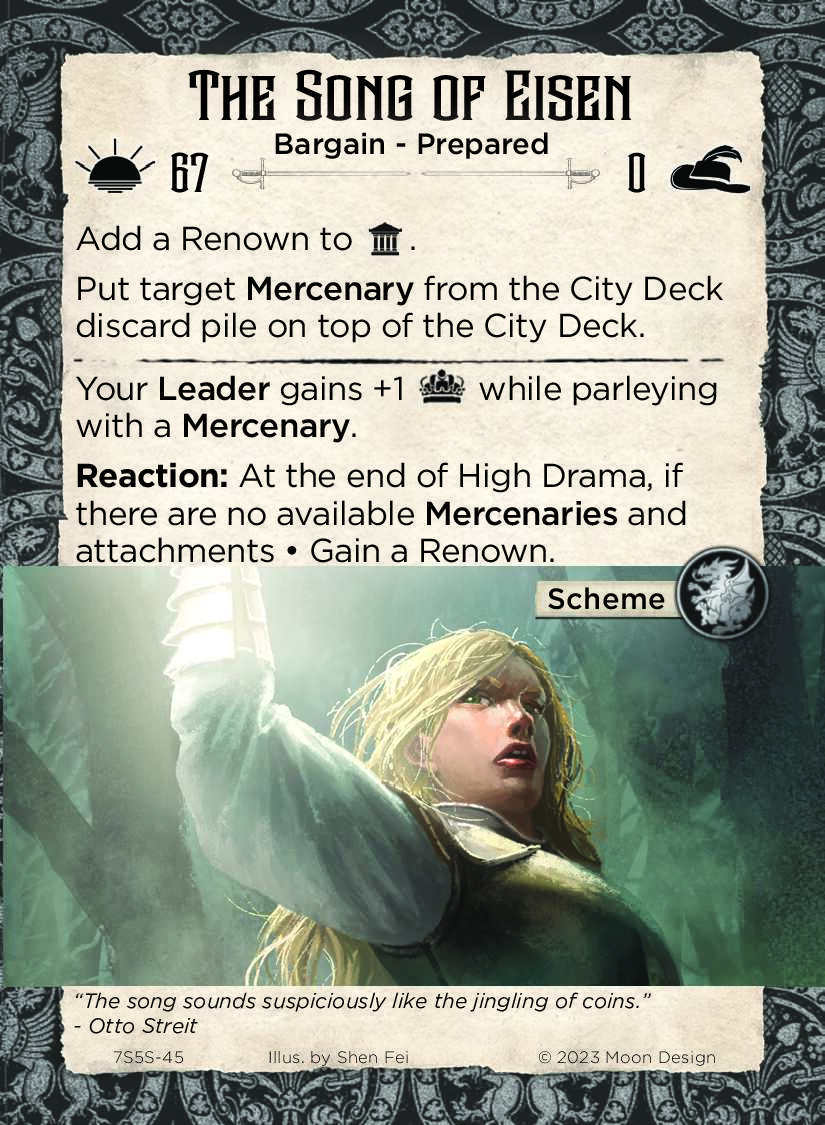 The Song of Eisen
Bargain - Prepared
67 0
Add a Renown to .
Put target Mercenary from the City Deck
discard pile on top of the City Deck.
Your Leader gains +1 while parleying
with a Mercenary.
Reaction: At the end of High Drama, if
there are no available Mercenaries and
attachments • Gain a Renown.
Scheme
“The song sounds suspiciously like the jingling of coins.”
- Otto Streit
7S5S-45 Illus. by Shen Fei © 2023 Moon Design